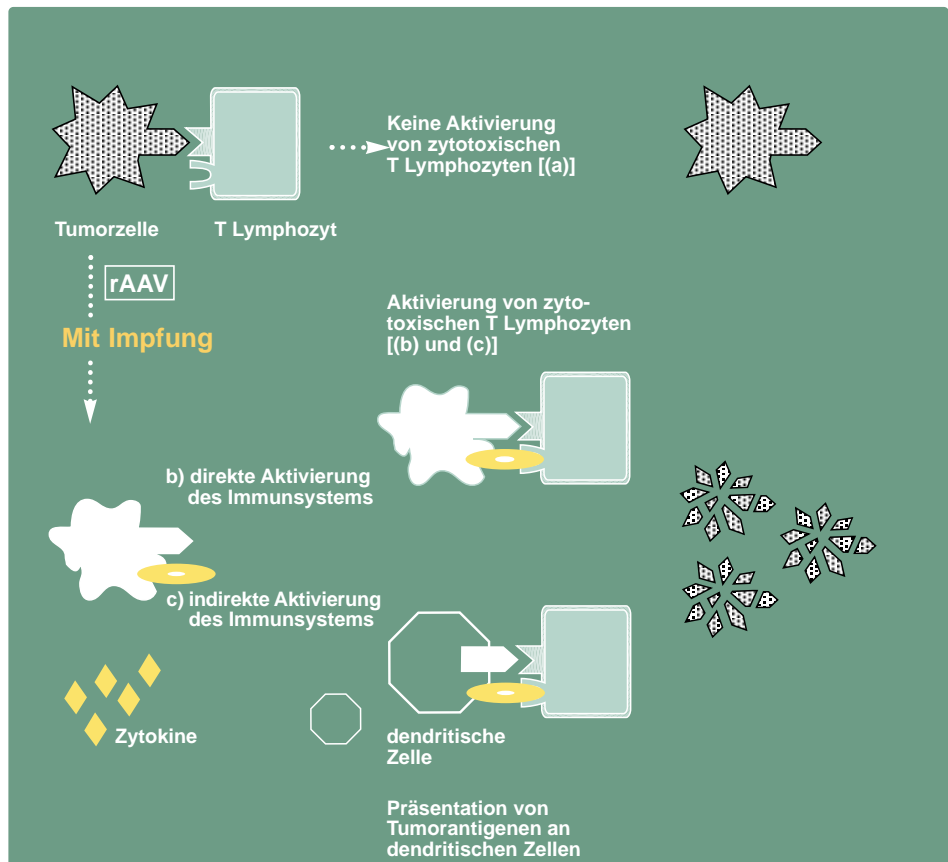 Keine Aktivierung
von zytotoxischen
T Lymphozyten [(a)]
Tumorzelle
T Lymphozyt
rAAV
Mit Impfung
Aktivierung von zyto-
toxischen T Lymphozyten
[(b) und (c)]
b) direkte Aktivierung
des Immunsystems
c) indirekte Aktivierung
des Immunsystems
Zytokine
dendritische
Zelle
Präsentation von
Tumorantigenen an
dendritischen Zellen